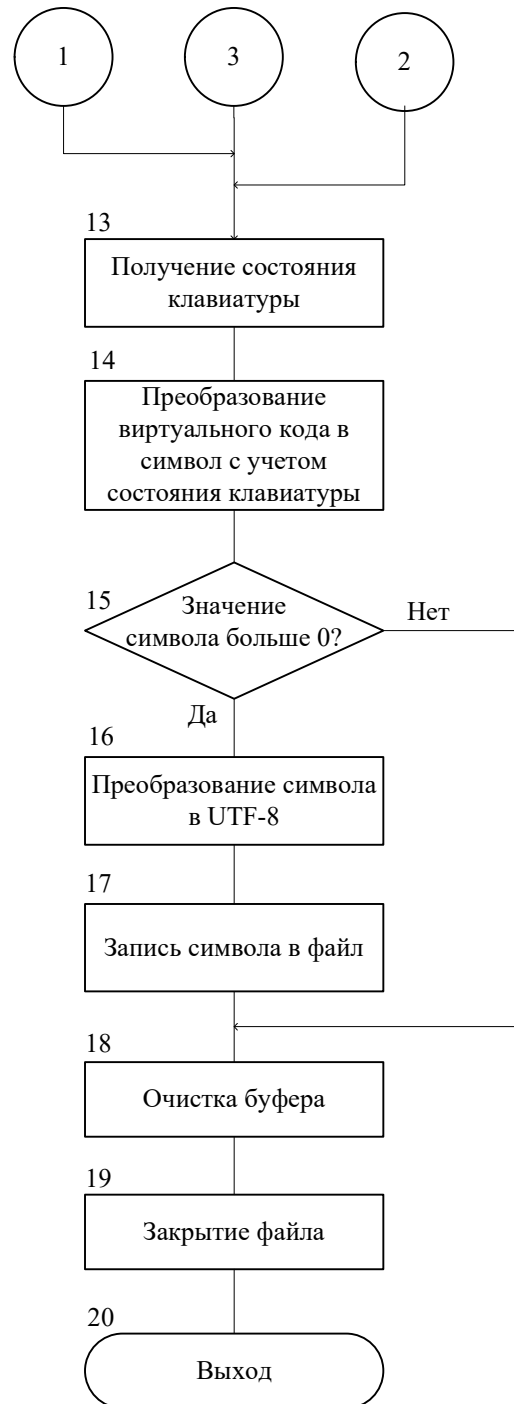 1
3
2
13
Получение состояния
клавиатуры
14
Преобразование
виртуального кода в
символ с учетом
состояния клавиатуры
15
Значение
символа больше 0?
Нет
Да
16
Преобразование символа
в UTF-8
17
Запись символа в файл
18
Очистка буфера
19
Закрытие файла
20
Выход